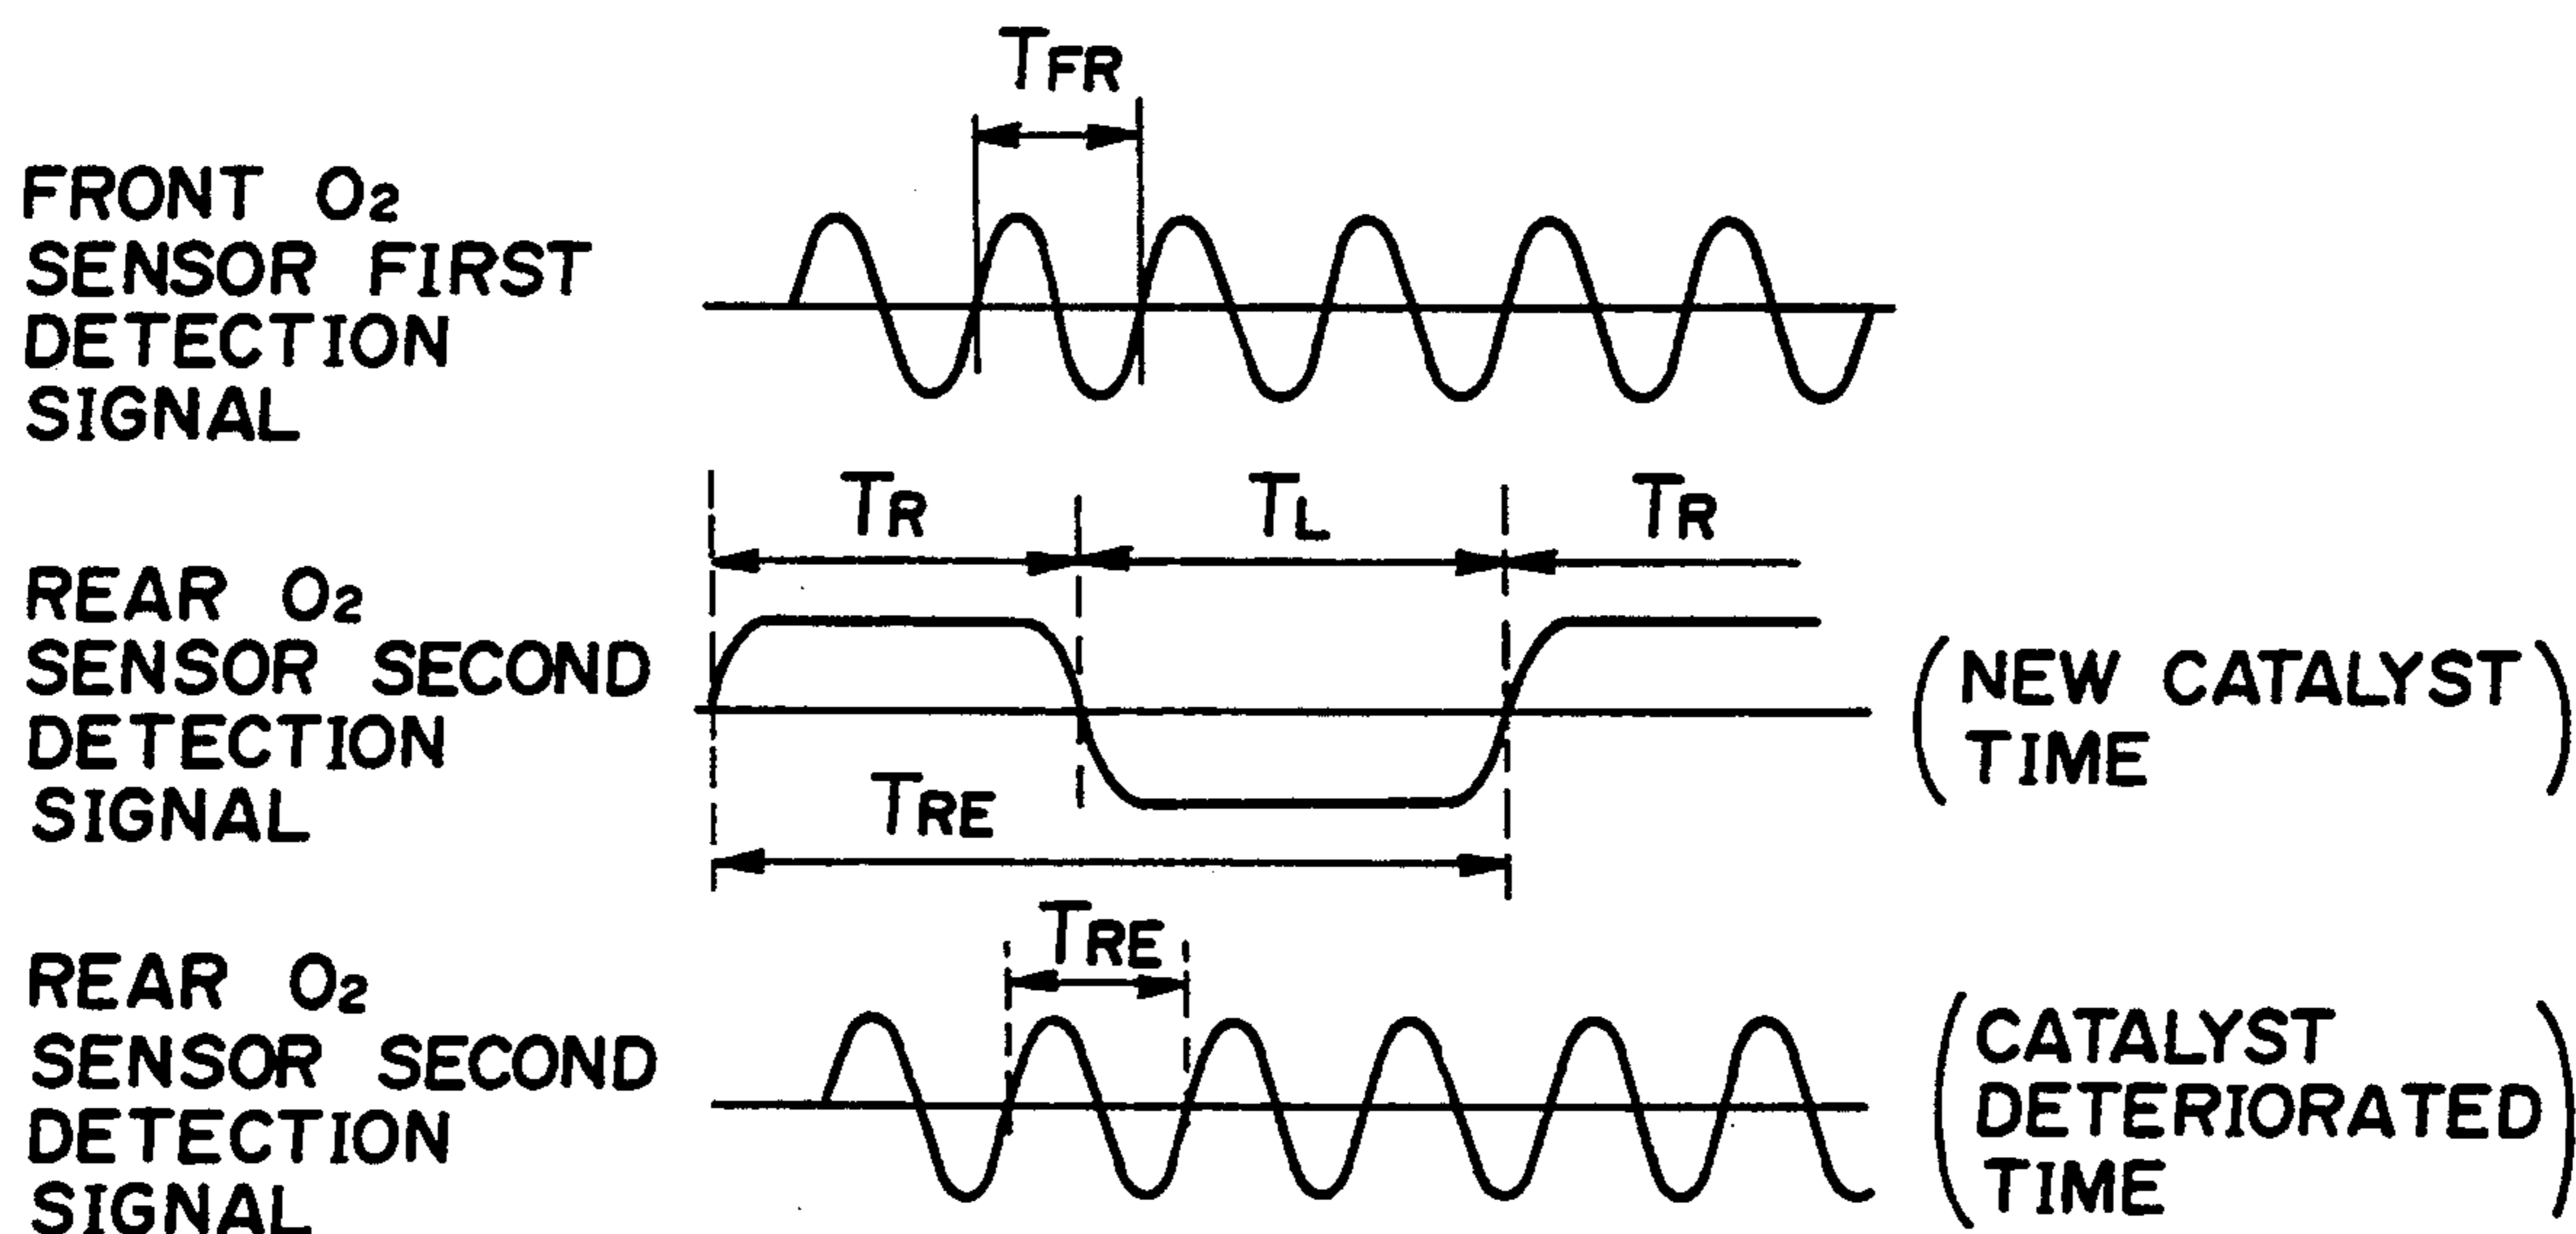 TFR
FRONT O2
SENSOR FIRST
DETECTION
SIGNAL
TR TL TR
REAR O2
SENSOR SECOND
DETECTION
SIGNAL
(NEW CATALYST
TIME)
TRE
TRE
REAR O2
SENSOR SECOND
DETECTION
SIGNAL
(CATALYST
DETERIORATED
TIME)